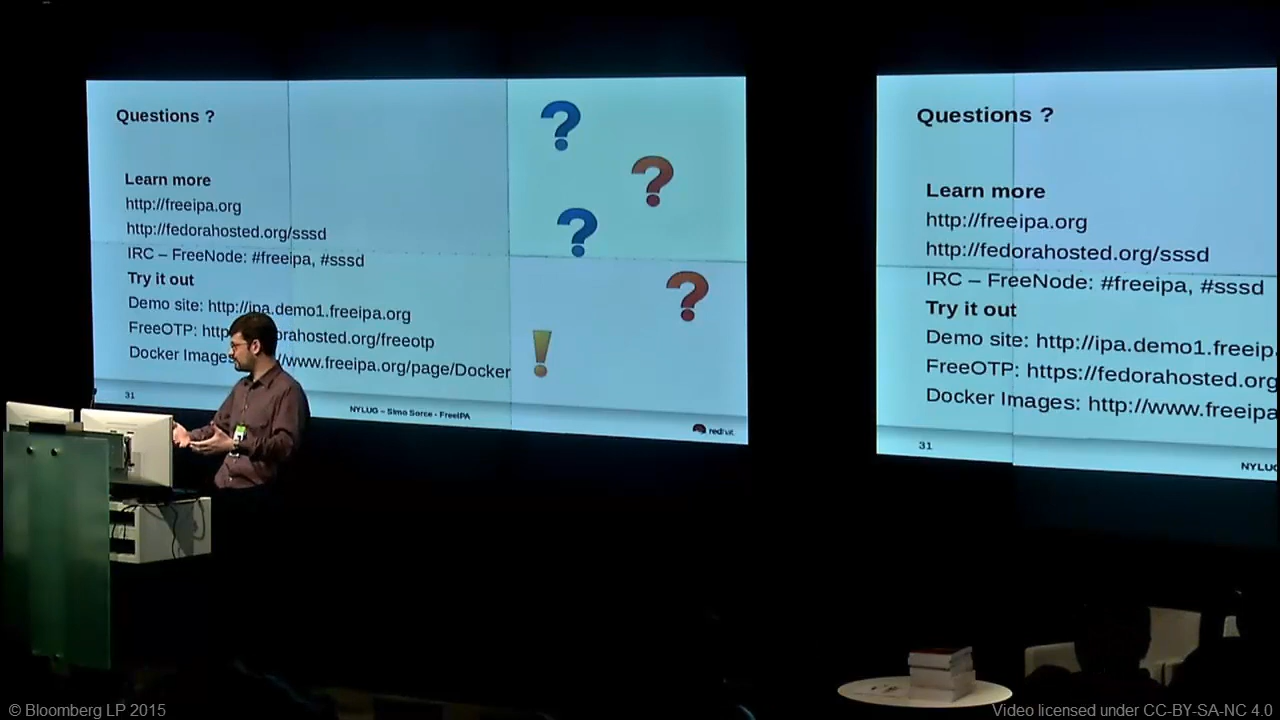 Questions ?
Learn more
http://freeipa.org
http://fedorahosted.org/sssd
IRC – FreeNode: #freeipa, #sssd
Try it out
Demo site: http://ipa.demo1.freeipa.org
FreeOTP: http orahosted.org/freeotp
Docker Images //www.freeipa.org/page/Docker
31
NYLUG – Simo Sorce - FreeIPA
redhat.
Questions ?
Learn more
http://freeipa.org
http://fedorahosted.org/sssd
IRC – FreeNode: #freeipa, #sssd
Try it out
Demo site: http://ipa.demo1.freeip
FreeOTP: https://fedorahosted.org
Docker Images: http://www.freeipa
31
NYLUG
© Bloomberg LP 2015
Video licensed under CC-BY-SA-NC 4.0